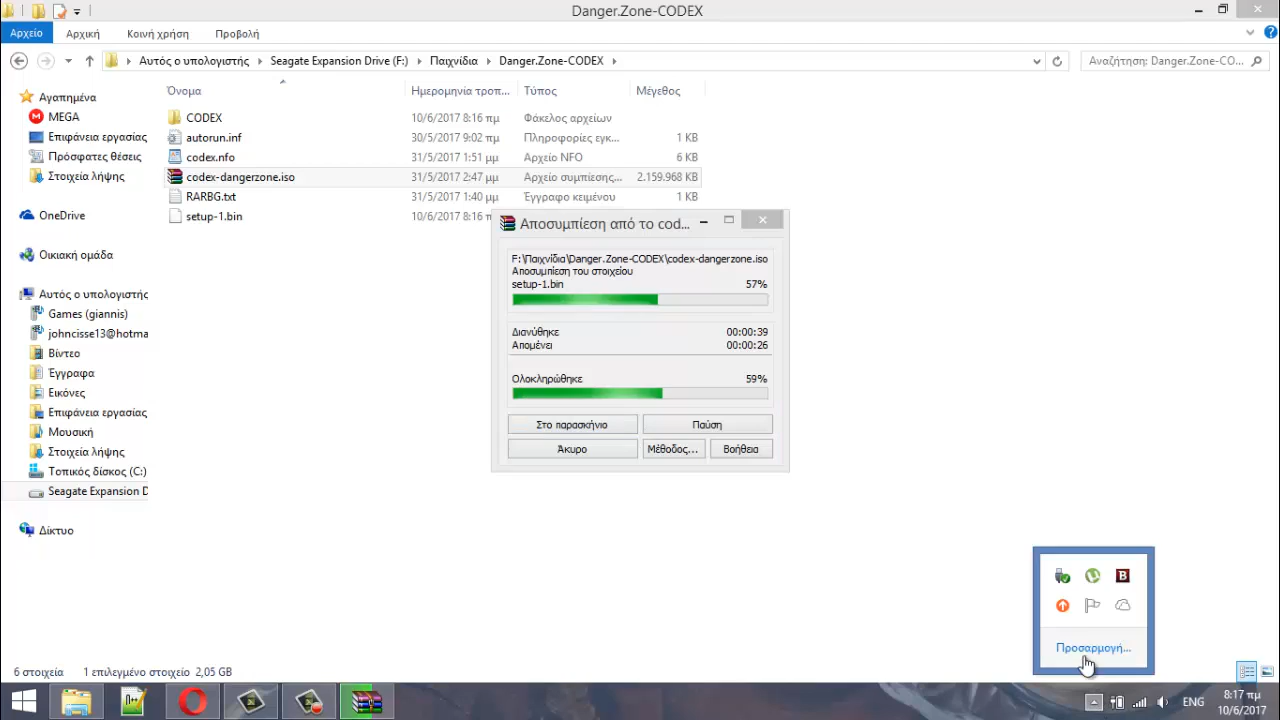 Danger.Zone-CODEX
Αρχείο Αρχική Κοινή χρήση Προβολή
Αυτός ο υπολογιστής Seagate Expansion Drive (F:) Παιχνίδια Danger.Zone-CODEX
Αναζήτηση: Danger.Zone-CO...
Όνομα Ημερομηνία τροπ... Τύπος Μέγεθος
Αγαπημένα
MEGA
Επιφάνεια εργασίας
Πρόσφατες θέσεις
Στοιχεία λήψης
OneDrive
Οικιακή ομάδα
Αυτός ο υπολογιστής
Games (giannis)
johncisse13@hotma
Βίντεο
Έγγραφα
Εικόνες
Επιφάνεια εργασίας
Μουσική
Στοιχεία λήψης
Τοπικός δίσκος (C:)
Seagate Expansion D
Δίκτυο
CODEX 10/6/2017 8:16 πμ Φάκελος αρχείων
autorun.inf 30/5/2017 9:02 πμ Πληροφορίες εγκ... 1 KB
codex.nfo 31/5/2017 1:51 μμ Αρχείο NFO 6 KB
codex-dangerzone.iso 31/5/2017 2:47 μμ Αρχείο συμπίεσης... 2.159.968 KB
RARBG.txt 31/5/2017 1:40 μμ Έγγραφο κειμένου 1 KB
setup-1.bin 10/6/2017 8:16 π
Αποσυμπίεση από το cod...
F:\Παιχνίδια\Danger.Zone-CODEX\codex-dangerzone.iso
Αποσυμπίεση του στοιχείου
setup-1.bin 57%
Διανύθηκε 00:00:39
Απομένει 00:00:26
Ολοκληρώθηκε 59%
Στο παρασκήνιο Παύση
Άκυρο Μέθοδος... Βοήθεια
Προσαρμογή...
6 στοιχεία 1 επιλεγμένο στοιχείο 2,05 GB
ENG
8:17 πμ
10/6/2017